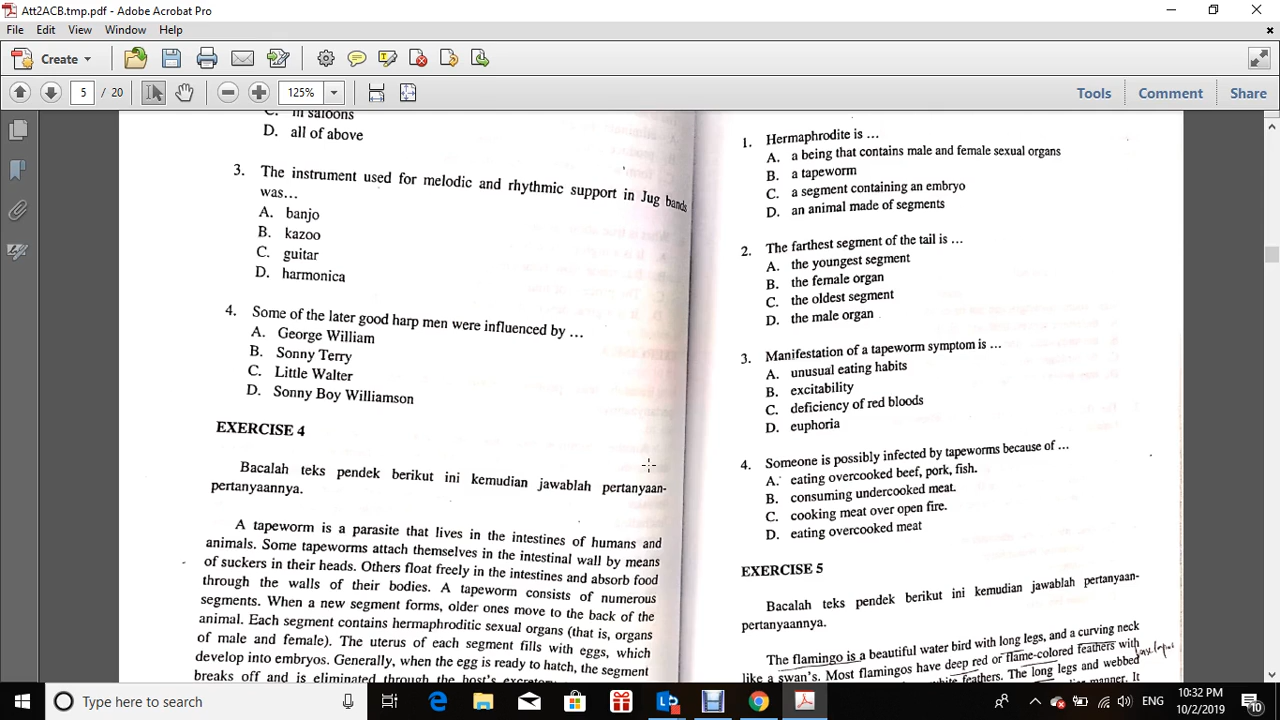 Att2ACB.tmp.pdf - Adobe Acrobat Pro
File Edit View Window Help
Create
5 / 20 125% Tools Comment Share
C. in saloons
D. all of above
3. The instrument used for melodic and rhythmic support in Jug bands
was...
A. banjo
B. kazoo
C. guitar
D. harmonica
4. Some of the later good harp men were influenced by ...
A. George William
B. Sonny Terry
C. Little Walter
D. Sonny Boy Williamson
EXERCISE 4
Bacalah teks pendek berikut ini kemudian jawablah pertanyaan-
pertanyaannya.
A tapeworm is a parasite that lives in the intestines of humans and
animals. Some tapeworms attach themselves in the intestinal wall by means
of suckers in their heads. Others float freely in the intestines and absorb food
through the walls of their bodies. A tapeworm consists of numerous
segments. When a new segment forms, older ones move to the back of the
animal. Each segment contains hermaphroditic sexual organs (that is, organs
of male and female). The uterus of each segment fills with eggs, which
develop into embryos. Generally, when the egg is ready to hatch, the segment
breaks off and is eliminated through the host's
1. Hermaphrodite is ...
A. a being that contains male and female sexual organs
B. a tapeworm
C. a segment containing an embryo
D. an animal made of segments
2. The farthest segment of the tail is ...
A. the youngest segment
B. the female organ
C. the oldest segment
D. the male organ
3. Manifestation of a tapeworm symptom is ...
A. unusual eating habits
B. excitability
C. deficiency of red bloods
D. euphoria
4. Someone is possibly infected by tapeworms because of ...
A. eating overcooked beef, pork, fish.
B. consuming undercooked meat.
C. cooking meat over open fire.
D. eating overcooked meat
EXERCISE 5
Bacalah teks pendek berikut ini kemudian jawablah pertanyaan-
pertanyaannya.
The flamingo is a beautiful water bird with long legs, and a curving neck
like a swan's. Most flamingos have deep red or flame-colored feathers with
feathers. The long legs and webbed
manner. It
Type here to search
10:32 PM
10/2/2019
10